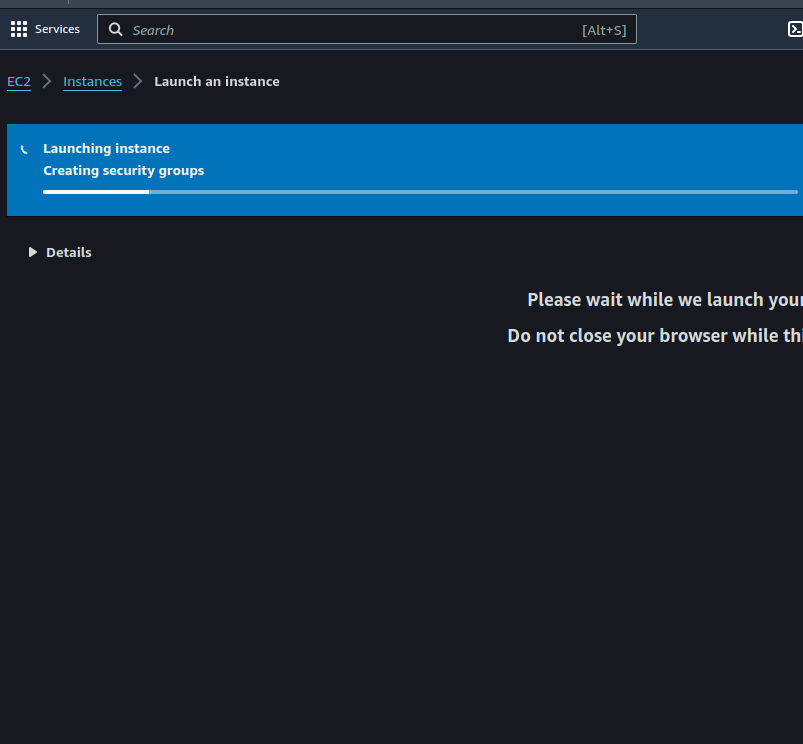 Services
Search [Alt+S]
EC2 Instances Launch an instance
Launching instance
Creating security groups
Details
Please wait while we launch your
Do not close your browser while thi